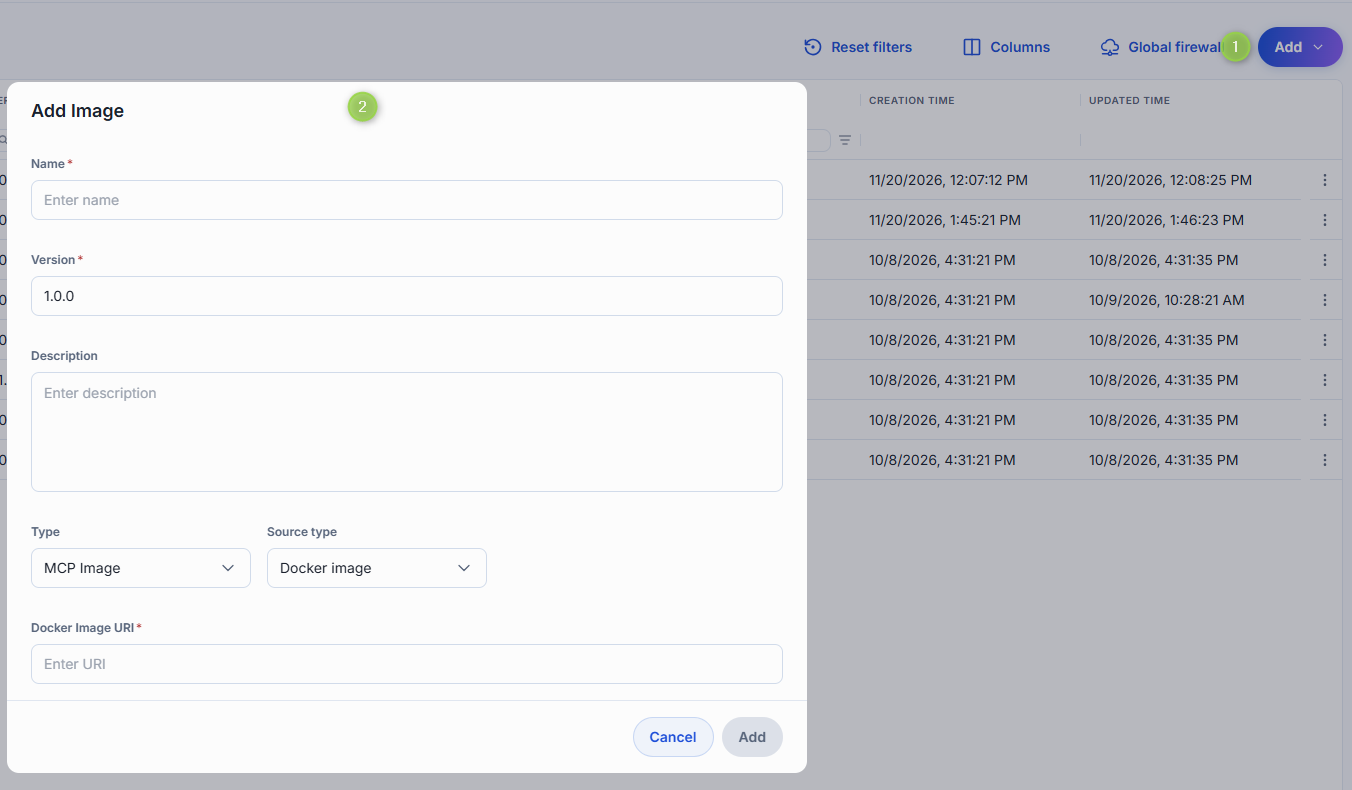 Reset filters Columns Global firewall 1 Add
Add Image 2
CREATION TIME UPDATED TIME
Name*
Enter name
Version*
1.0.0
Description
Enter description
Type Source type
MCP Image Docker image
Docker Image URI*
Enter URI
Cancel Add
11/20/2026, 12:07:12 PM 11/20/2026, 12:08:25 PM
11/20/2026, 1:45:21 PM 11/20/2026, 1:46:23 PM
10/8/2026, 4:31:21 PM 10/8/2026, 4:31:35 PM
10/8/2026, 4:31:21 PM 10/9/2026, 10:28:21 AM
10/8/2026, 4:31:21 PM 10/8/2026, 4:31:35 PM
10/8/2026, 4:31:21 PM 10/8/2026, 4:31:35 PM
10/8/2026, 4:31:21 PM 10/8/2026, 4:31:35 PM
10/8/2026, 4:31:21 PM 10/8/2026, 4:31:35 PM